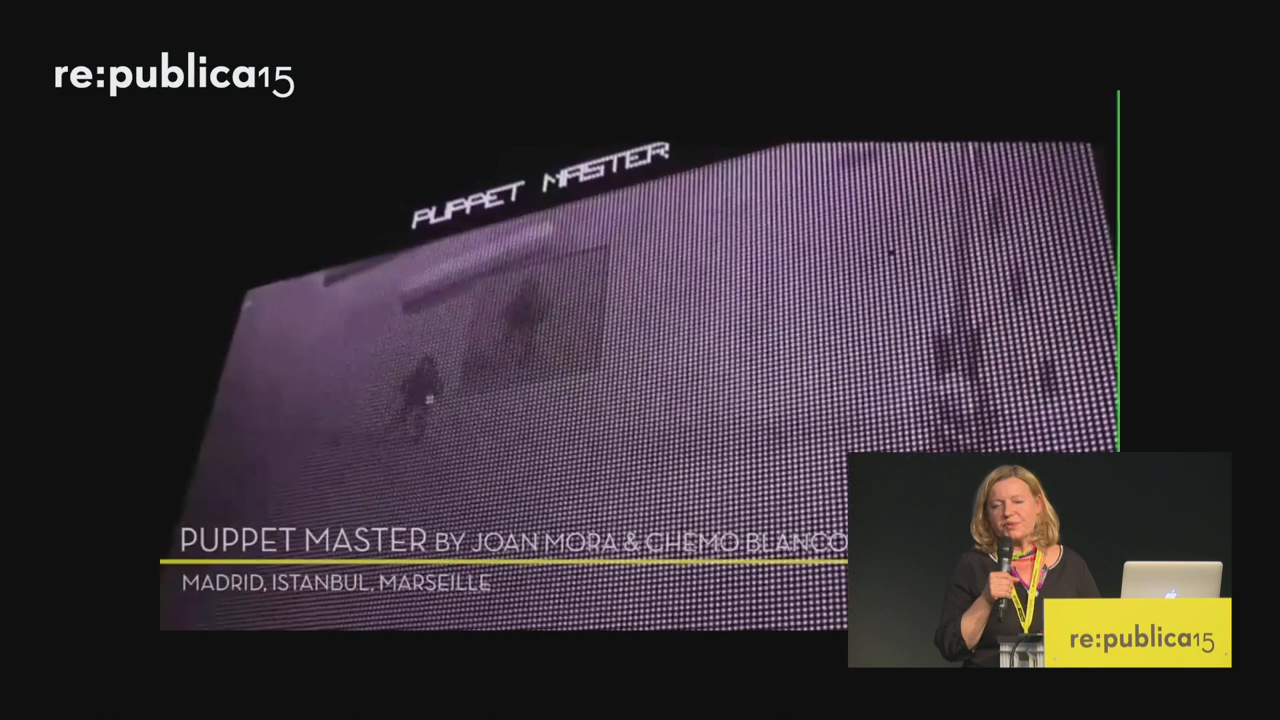 re:publica15
PUPPET MASTER
PUPPET MASTER BY JOAN MORA & CHEMO BLANCO
MADRID, ISTANBUL, MARSEILLE
re:publica15